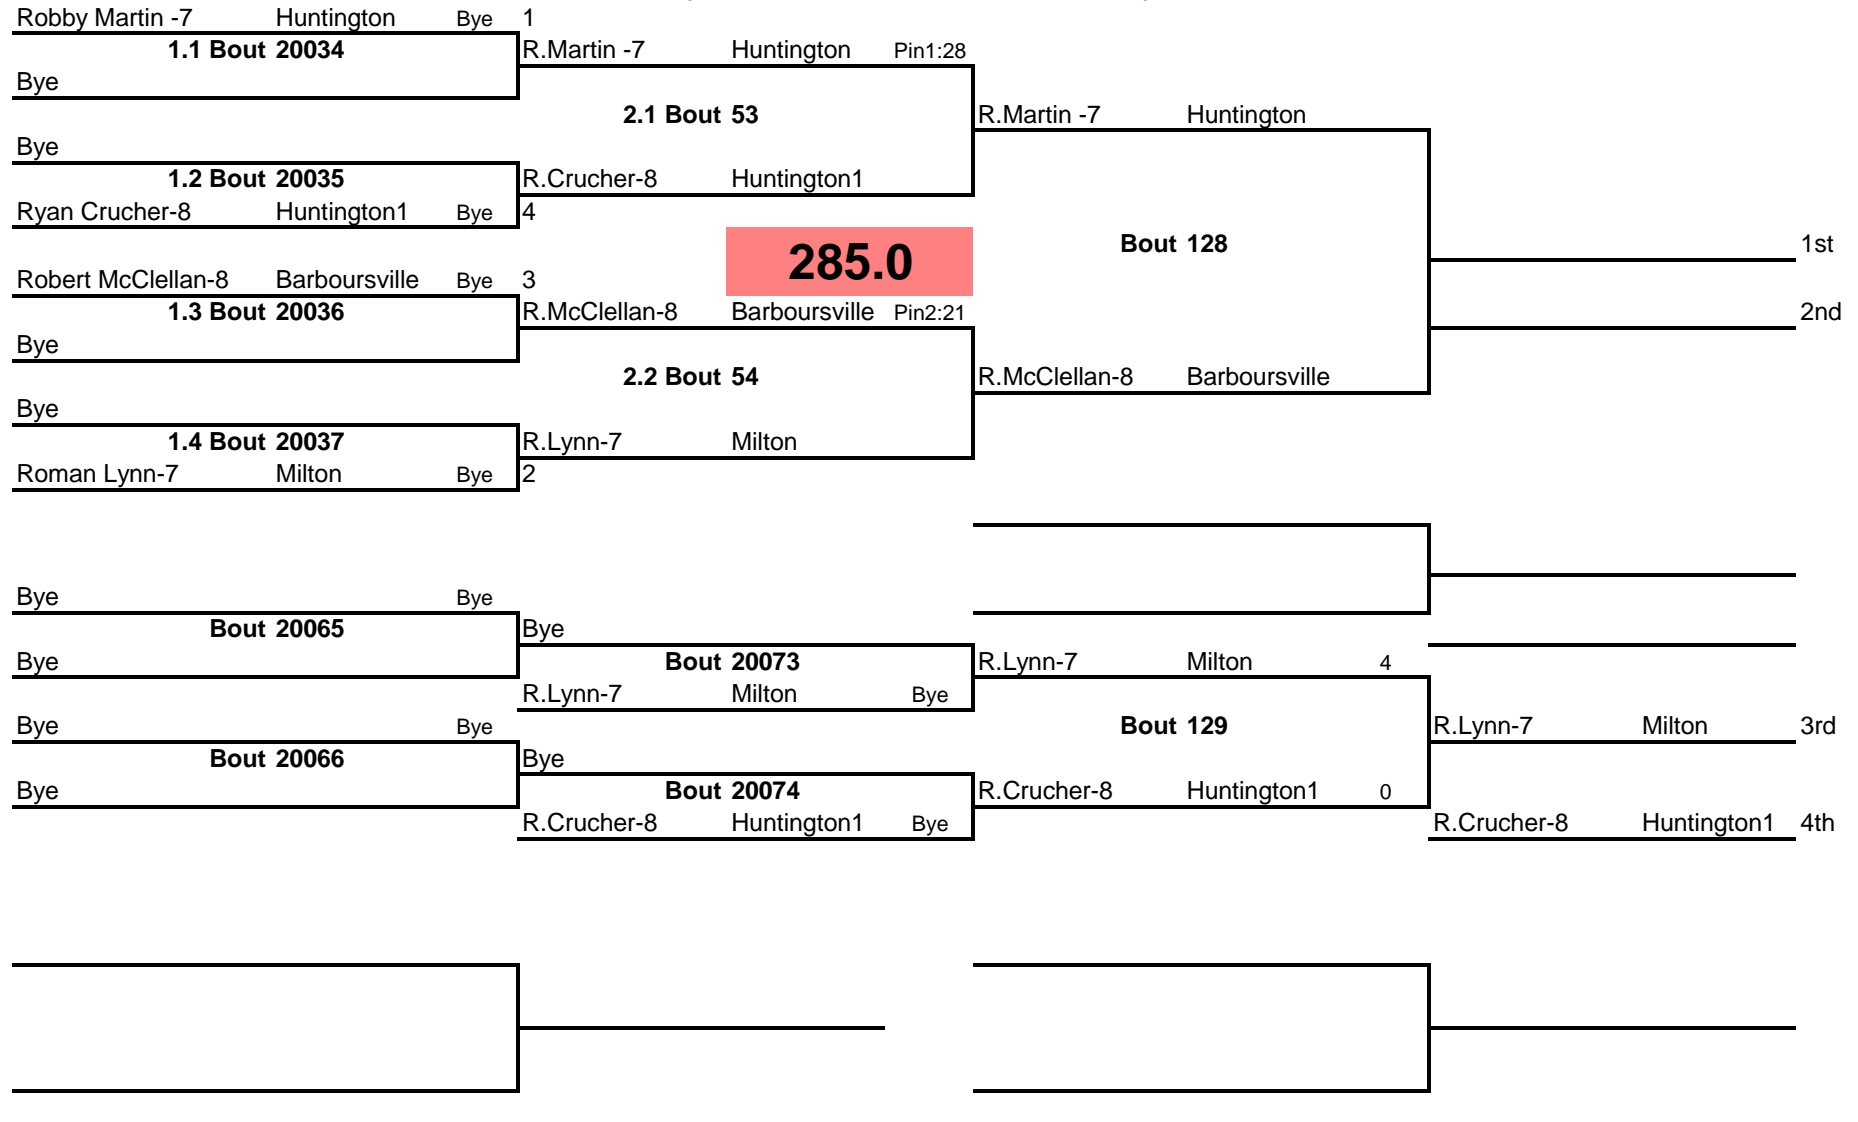 Robby Martin -7 Huntington Bye 1
1.1 Bout 20034 R.Martin -7 Huntington Pin1:28
Bye
2.1 Bout 53 R.Martin -7 Huntington
Bye
1.2 Bout 20035 R.Crucher-8 Huntington1
Ryan Crucher-8 Huntington1 Bye 4
285.0 Bout 128 1st
Robert McClellan-8 Barboursville Bye 3
1.3 Bout 20036 R.McClellan-8 Barboursville Pin2:21 2nd
Bye
2.2 Bout 54 R.McClellan-8 Barboursville
Bye
1.4 Bout 20037 R.Lynn-7 Milton
Roman Lynn-7 Milton Bye 2
Bye Bye
Bout 20065 Bye
Bye Bout 20073 R.Lynn-7 Milton 4
R.Lynn-7 Milton Bye
Bye Bye Bout 129 R.Lynn-7 Milton 3rd
Bout 20066 Bye
Bye Bout 20074 R.Crucher-8 Huntington1 0
R.Crucher-8 Huntington1 Bye R.Crucher-8 Huntington1 4th